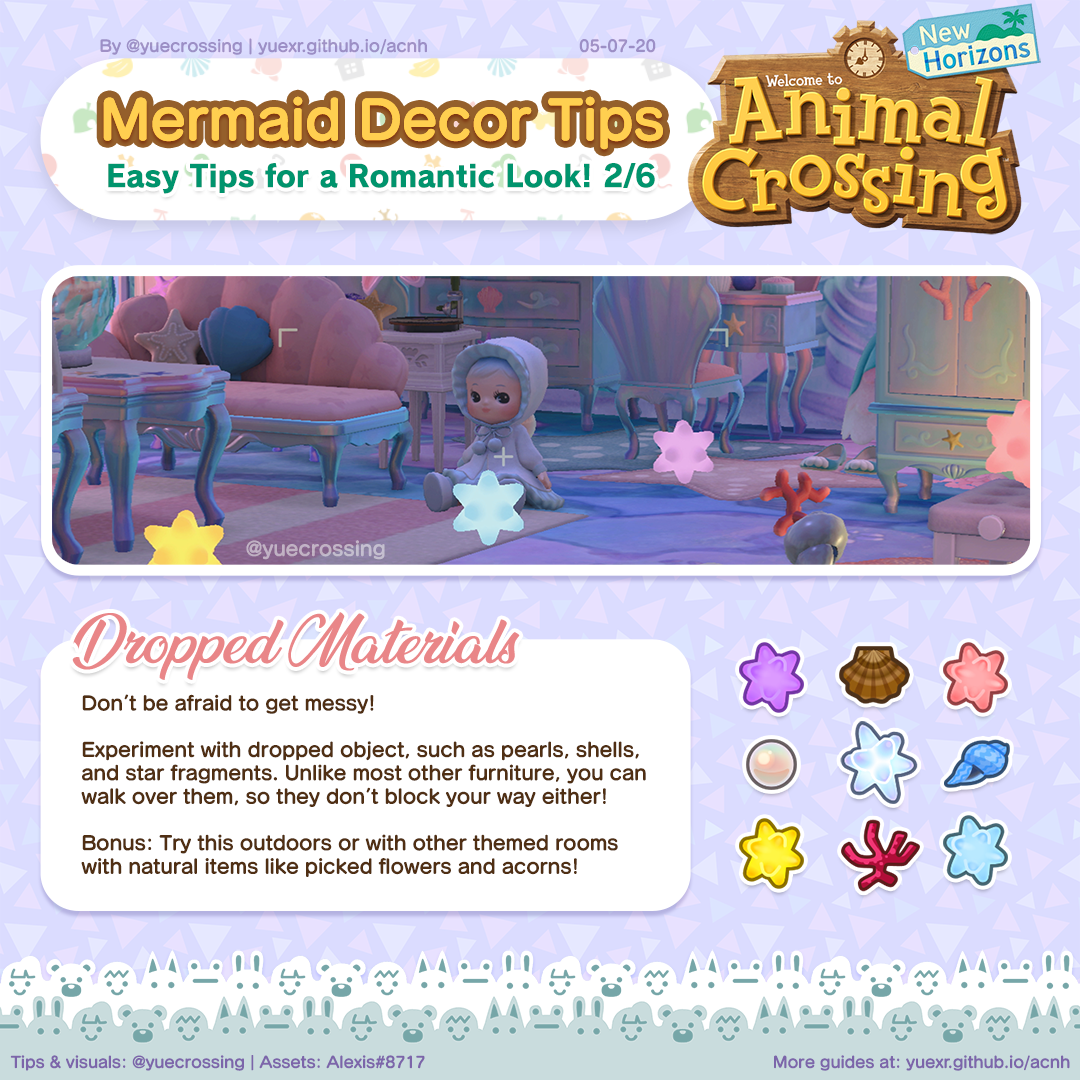 By @yuecrossing | yuexr.github.io/acnh
05-07-20
New
Horizons
Welcome to
Animal
Crossing
Mermaid Decor Tips
Easy Tips for a Romantic Look! 2/6
@yuecrossing
Dropped Materials
Don't be afraid to get messy!
Experiment with dropped object, such as pearls, shells,
and star fragments. Unlike most other furniture, you can
walk over them, so they don't block your way either!
Bonus: Try this outdoors or with other themed rooms
with natural items like picked flowers and acorns!
Tips & visuals: @yuecrossing | Assets: Alexis#8717
More guides at: yuexr.github.io/acnh